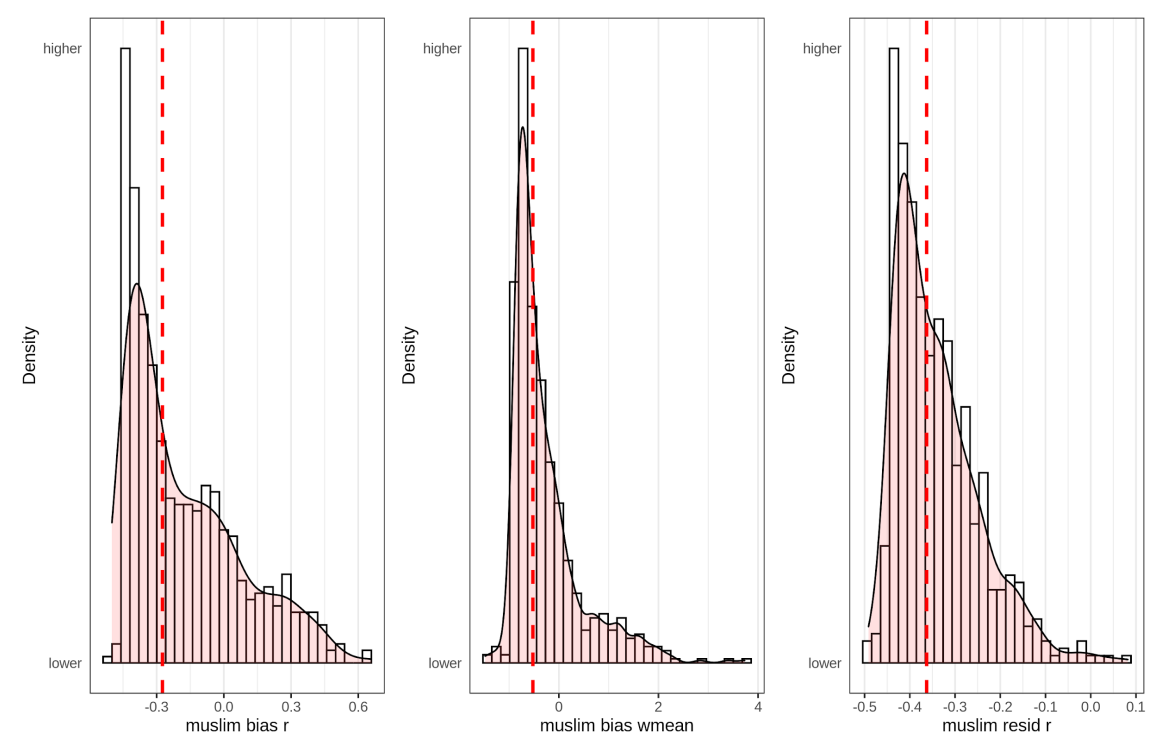 higher
Density
lower
-0.3 0.0 0.3 0.6
muslim bias r
higher
Density
lower
0 2 4
muslim bias wmean
higher
Density
lower
-0.5 -0.4 -0.3 -0.2 -0.1 0.0 0.1
muslim resid r